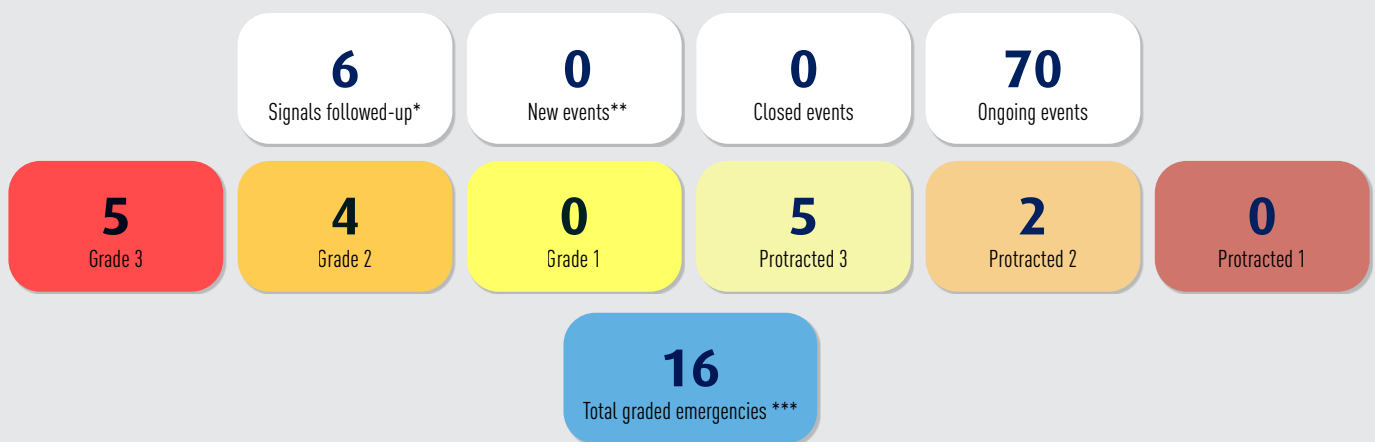 6
Signals followed-up*
0
New events**
0
Closed events
70
Ongoing events
5
Grade 3
4
Grade 2
0
Grade 1
5
Protracted 3
2
Protracted 2
0
Protracted 1
16
Total graded emergencies ***